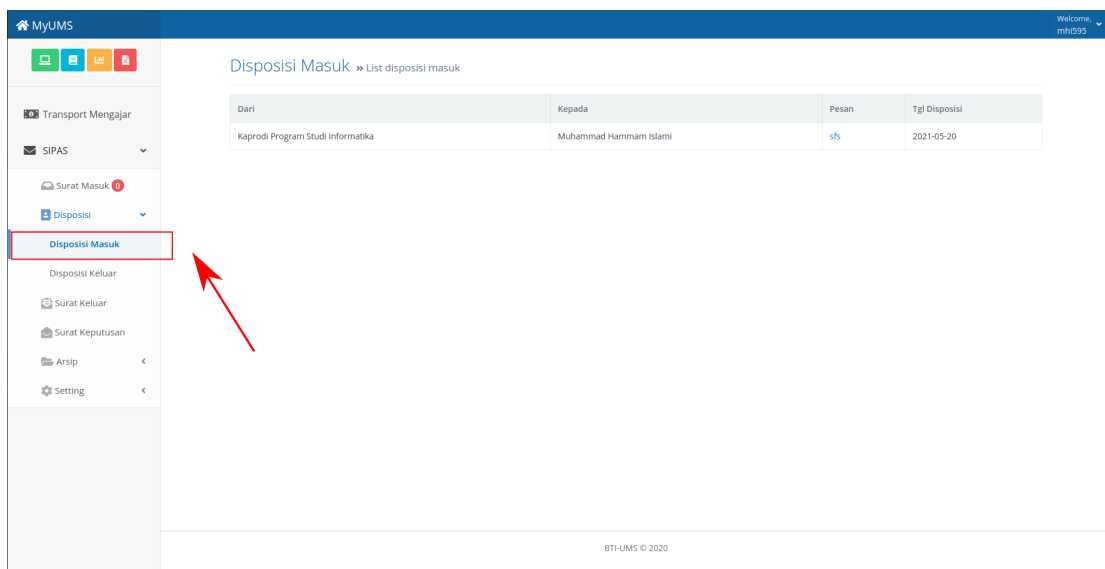 MyUMS
Welcome,
mhi595
Disposisi Masuk » List disposisi masuk
Transport Mengajar
SIPAS
Surat Masuk 0
Disposisi
Disposisi Masuk
Disposisi Keluar
Surat Keluar
Surat Keputusan
Arsip
Setting
Dari Kepada Pesan Tgl Disposisi
Kaprodi Program Studi Informatika Muhammad Hammam Islami sfs 2021-05-20
BTI-UMS © 2020